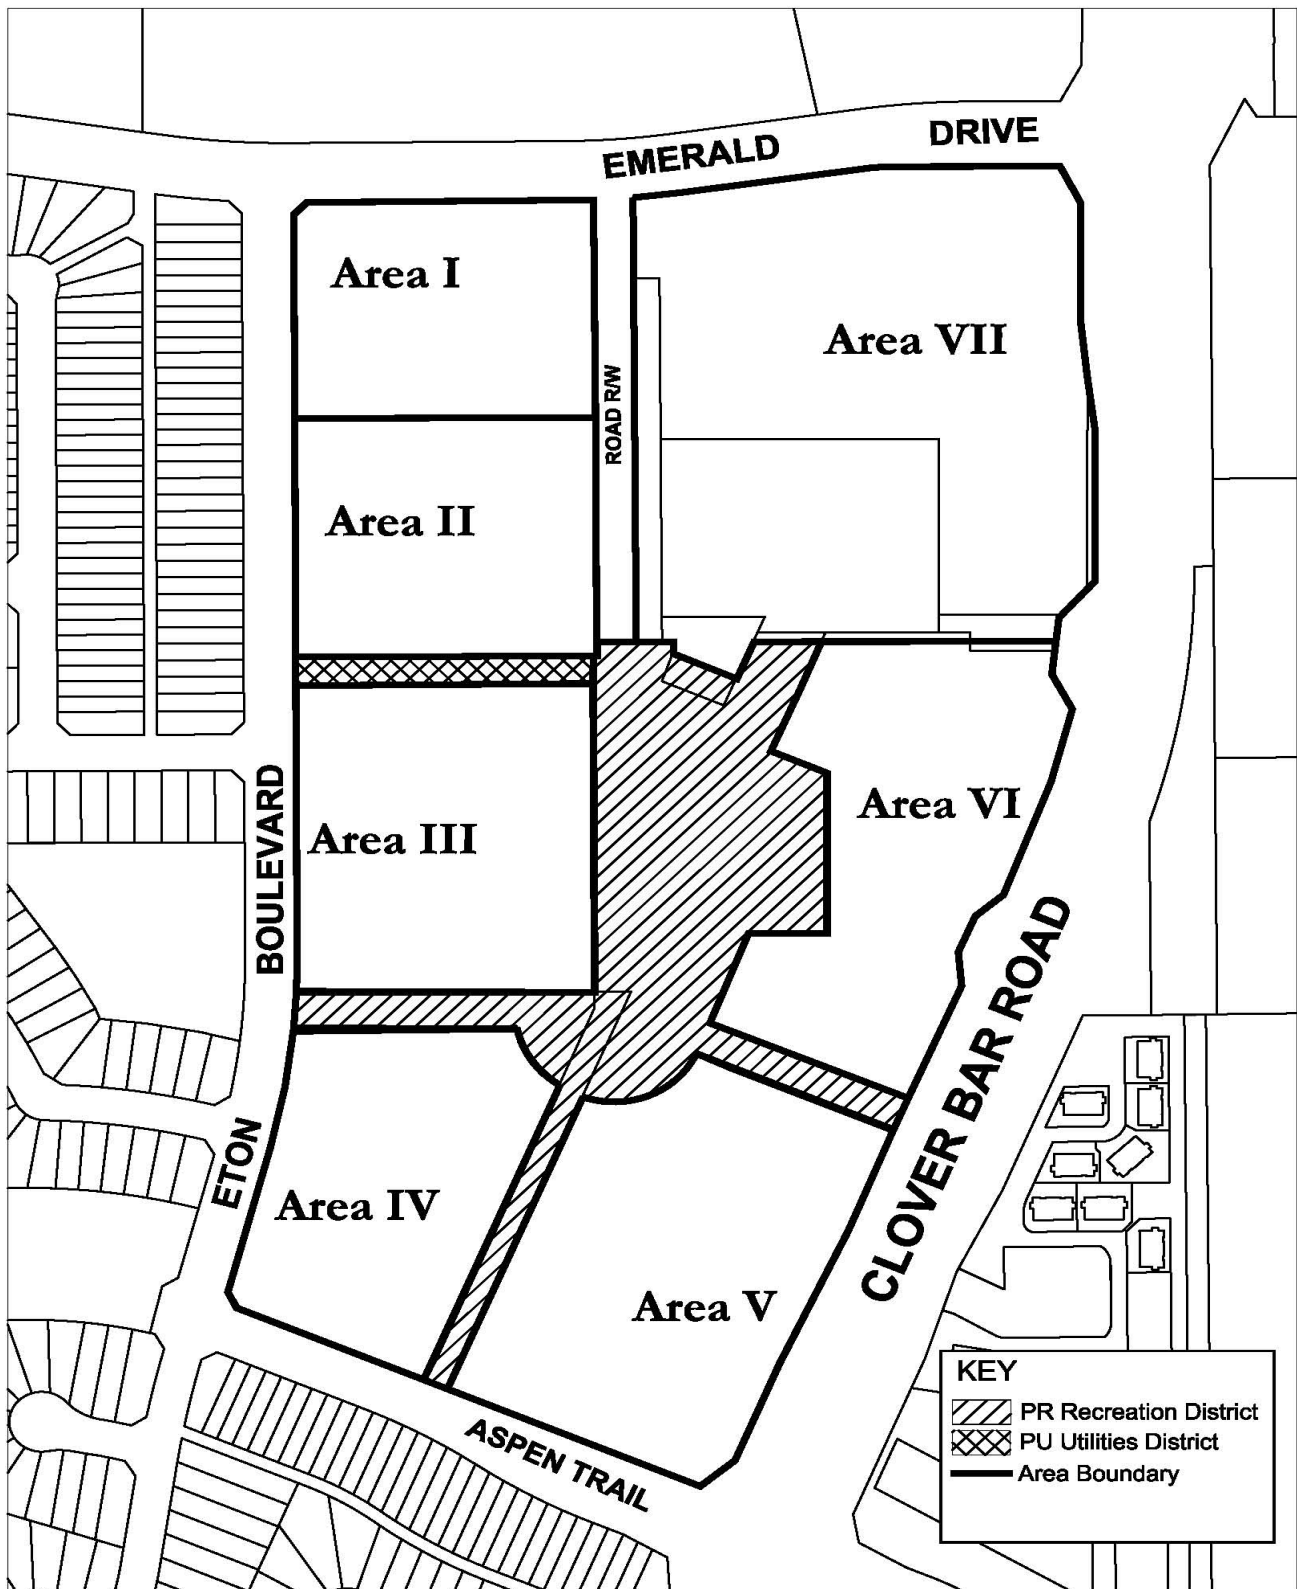 EMERALD DRIVE
Area I
Area VII
ROAD R/W
Area II
Area VI
Area III
ETON BOULEVARD
CLOVER BAR ROAD
Area IV
Area V
ASPEN TRAIL
KEY
PR Recreation District
PU Utilities District
Area Boundary